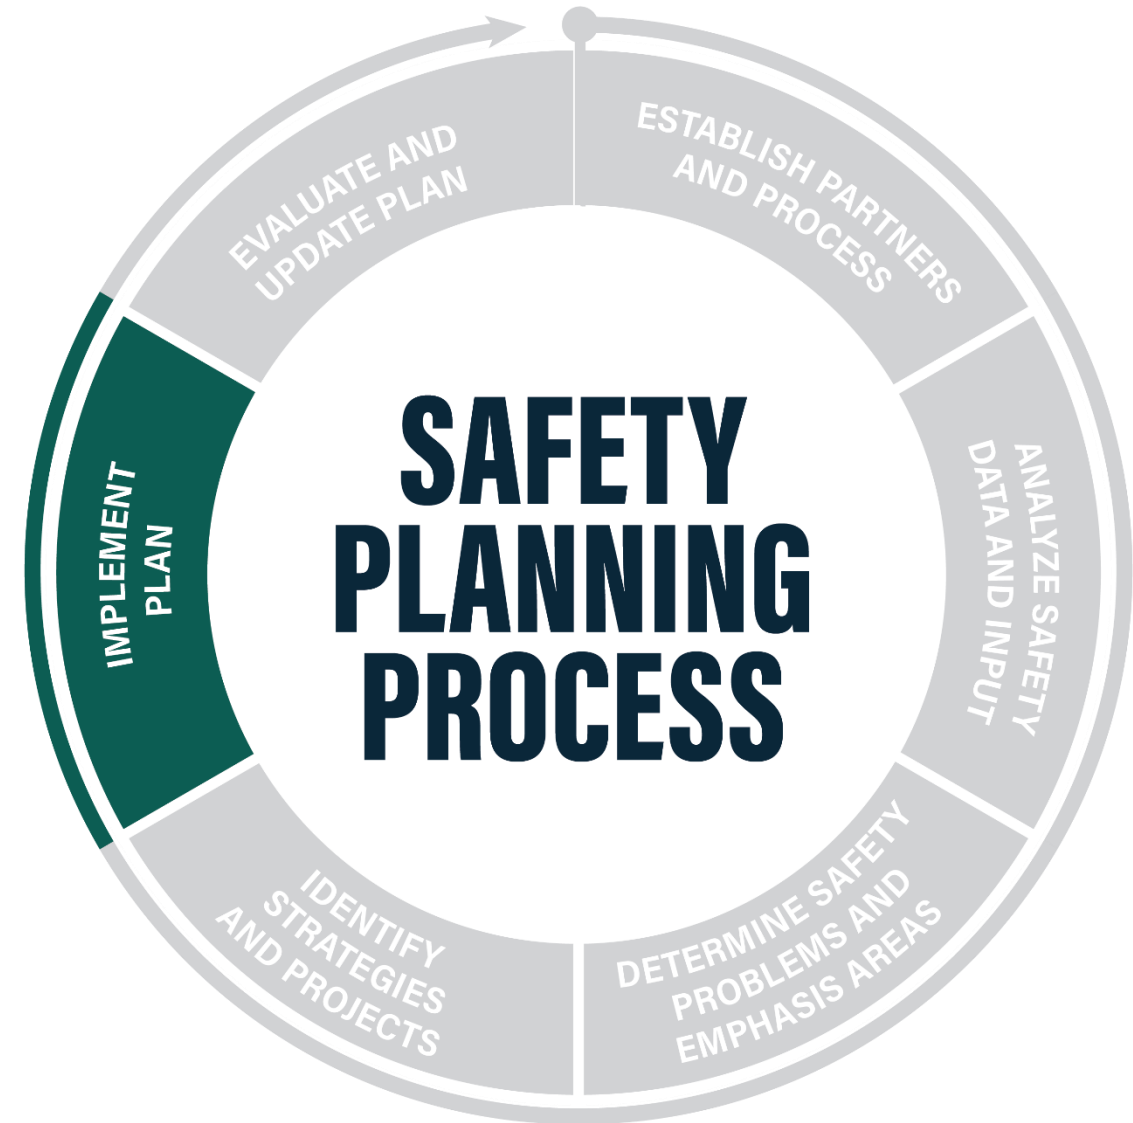 SAFETY
PLANNING
PROCESS
ESTABLISH PARTNERS
AND PROCESS
ANALYZE SAFETY
DATA AND INPUT
DETERMINE SAFETY
PROBLEMS AND
EMPHASIS AREAS
IDENTIFY
STRATEGIES
AND PROJECTS
IMPLEMENT
PLAN
EVALUATE AND
UPDATE PLAN